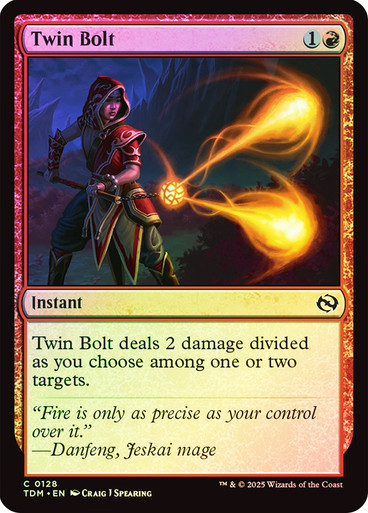 Twin Bolt 1
Instant
Twin Bolt deals 2 damage divided
as you choose among one or two
targets.
“Fire is only as precise as your control
over it.”
—Danfeng, Jeskai mage
C 0128
TDM • EN CRAIG J SPEARING
™ & © 2025 Wizards of the Coast